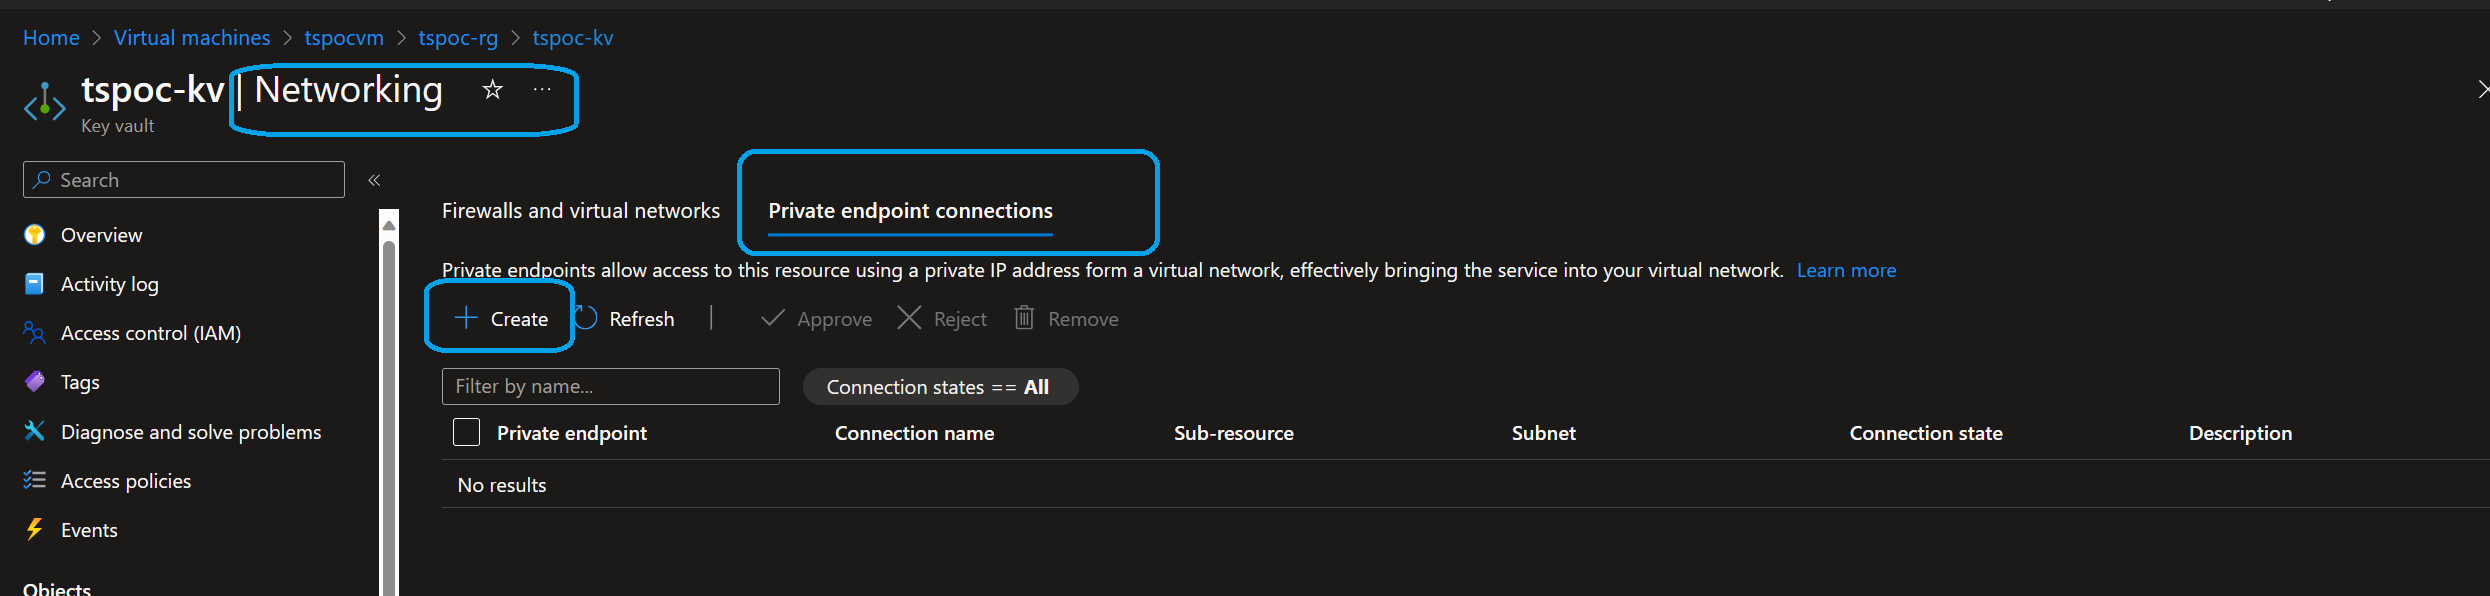 Home > Virtual machines > tspocvm > tspoc-rg > tspoc-kv
tspoc-kv | Networking ☆ ···
Key vault
Search «
Overview
Activity log
Access control (IAM)
Tags
Diagnose and solve problems
Access policies
Events
Objects
Firewalls and virtual networks Private endpoint connections
Private endpoints allow access to this resource using a private IP address form a virtual network, effectively bringing the service into your virtual network. Learn more
+ Create Refresh | Approve Reject Remove
Filter by name... Connection states == All
Private endpoint Connection name Sub-resource Subnet Connection state Description
No results